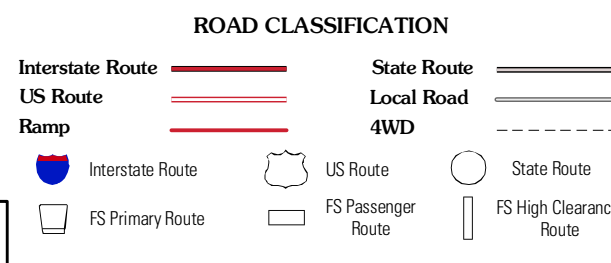 ROAD CLASSIFICATION
Interstate Route State Route
US Route Local Road
Ramp 4WD
Interstate Route US Route State Route
FS Primary Route FS Passenger Route FS High Clearanc Route